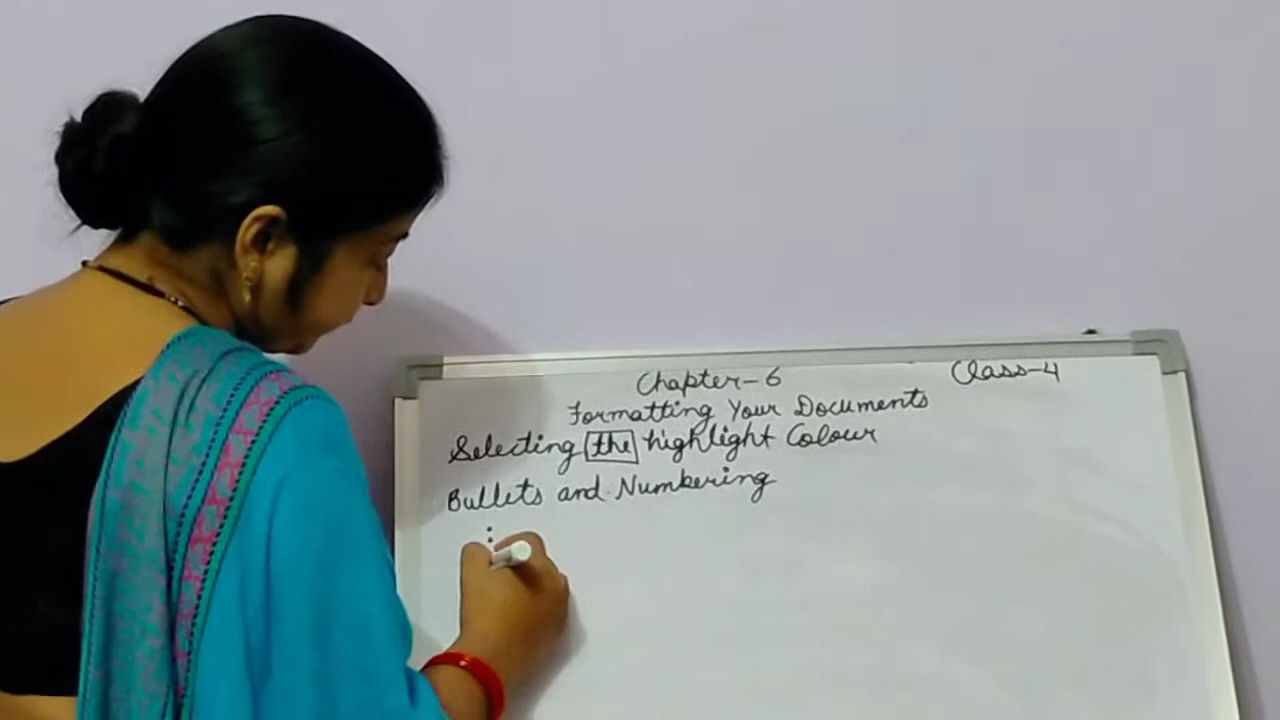 Chapter-6 Class-4
Formatting Your Documents
Selecting the highlight Colour
Bullets and Numbering